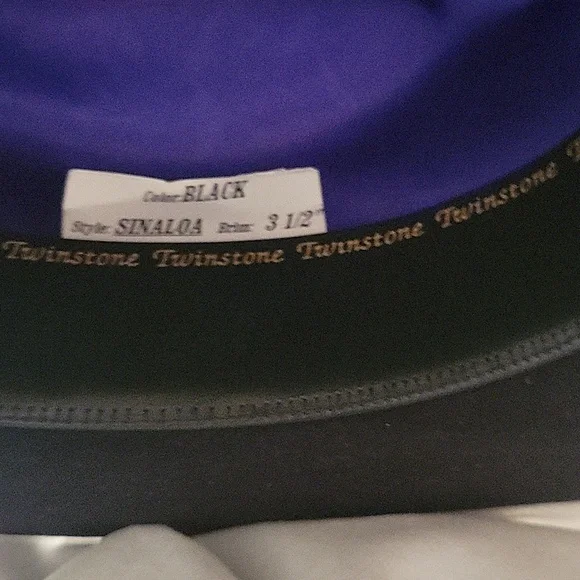 Color: BLACK
Style: SINALOA Brim: 3 1/2"
Twinstone Twinstone Twinstone Twinstone T